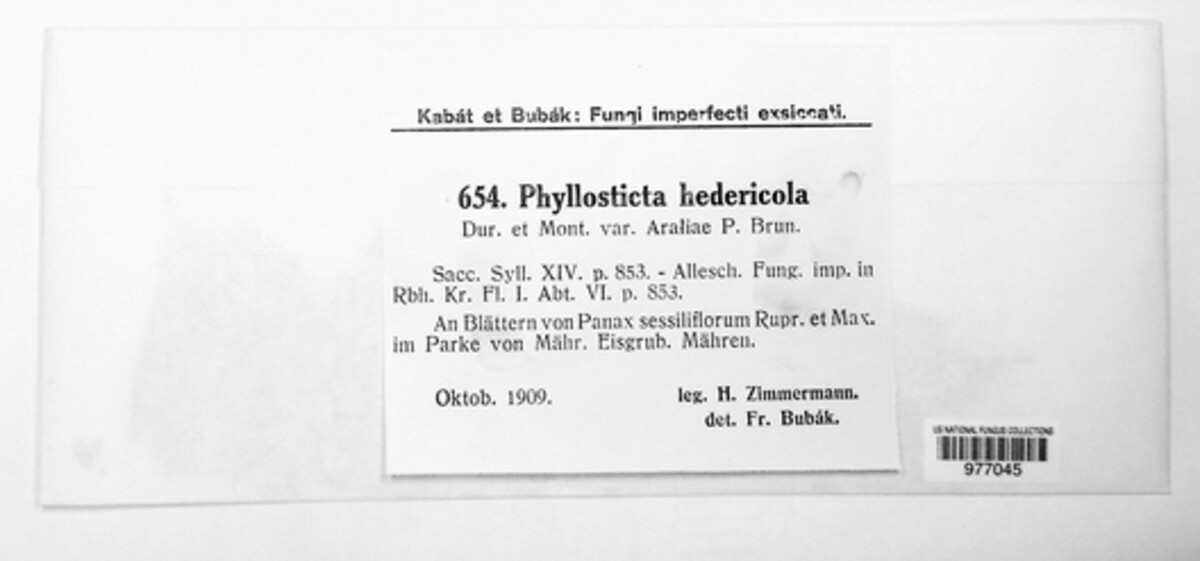 Kabát et Bubák: Fungi imperfecti exsiccati.
654. Phyllosticta hedericola
Dur. et Mont. var. Araliae P. Brun.
Sacc. Syll. XIV. p. 853. - Allesch. Fung. imp. in
Rbh. Kr. Fl. I. Abt. VI. p. 853.
An Blättern von Panax sessiliflorum Rupr. et Max.
im Parke von Mähr. Eisgrub. Mähren.
Oktob. 1909.
leg. H. Zimmermann.
det. Fr. Bubák.
US NATIONAL FUNGUS COLLECTIONS
977045